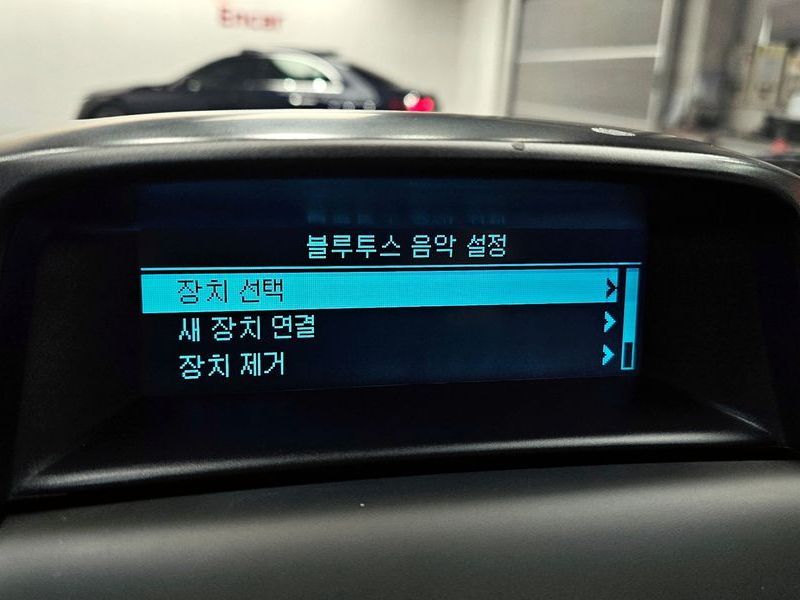 Encar
블루투스 음악 설정
장치 선택
새 장치 연결
장치 제거